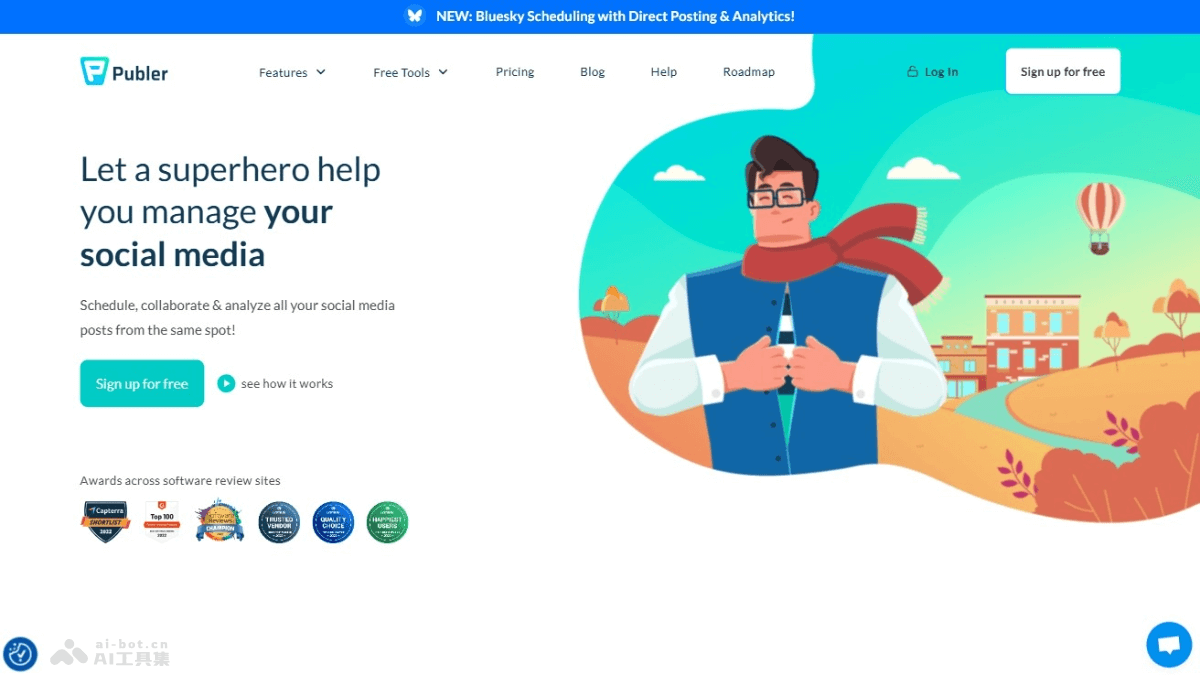 NEW: Bluesky Scheduling with Direct Posting & Analytics!
Publer
Features
Free Tools
Pricing
Blog
Help
Roadmap
Log In
Sign up for free
Let a superhero help
you manage your
social media
Schedule, collaborate & analyze all your social media
posts from the same spot!
Sign up for free
see how it works
Awards across software review sites
Capterra
SHORTLIST
2022
Top 100
2022
CHAMPION
TRUSTED
VENDOR
QUALITY
CHOICE
HAPPIEST
USERS
ai-bot.cn
AI工具集